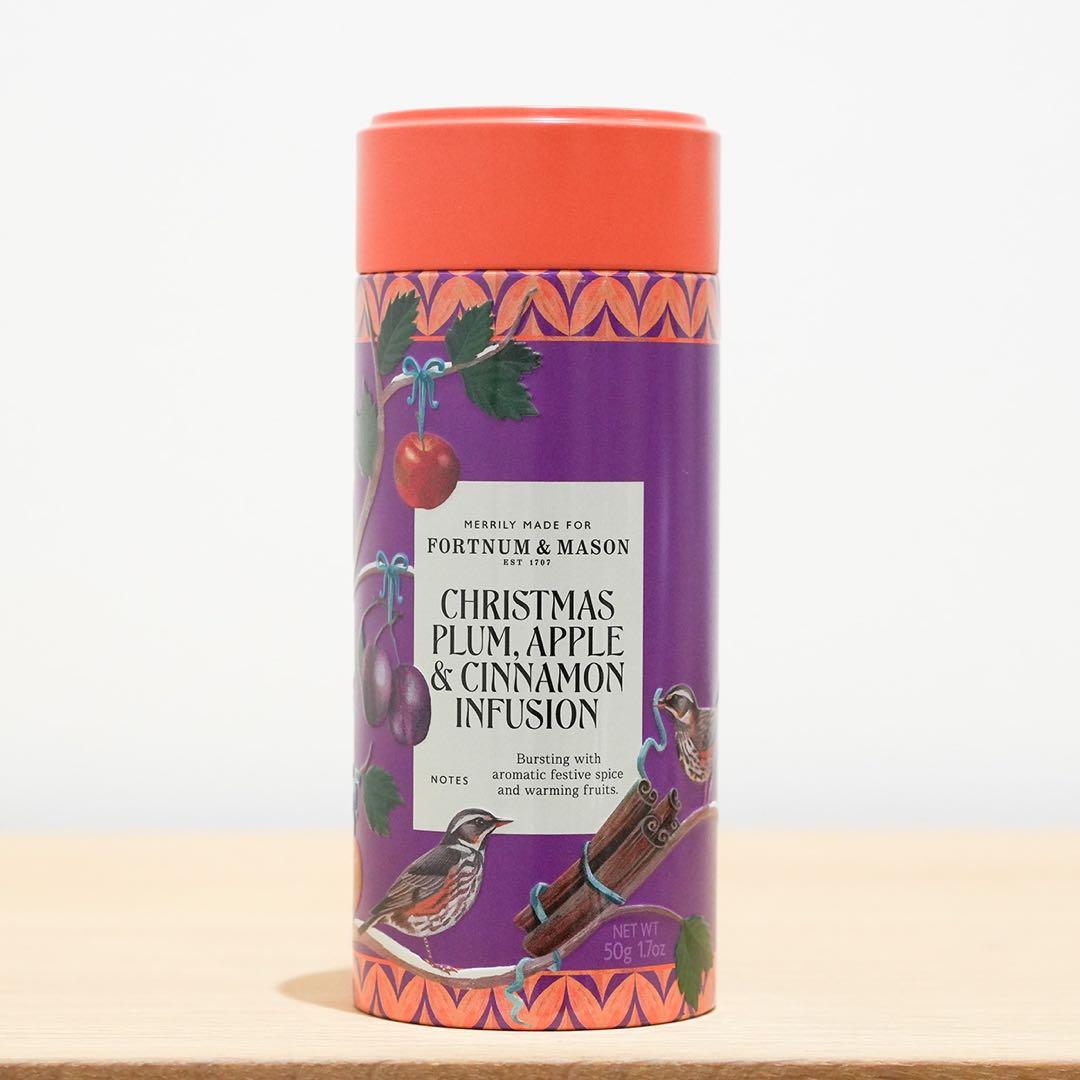 MERRILY MADE FOR
FORTNUM & MASON
EST 1707
CHRISTMAS
PLUM, APPLE
& CINNAMON
INFUSION
NOTES
Bursting with
aromatic festive spice
and warming fruits.
NET WT
50g 1.7oz